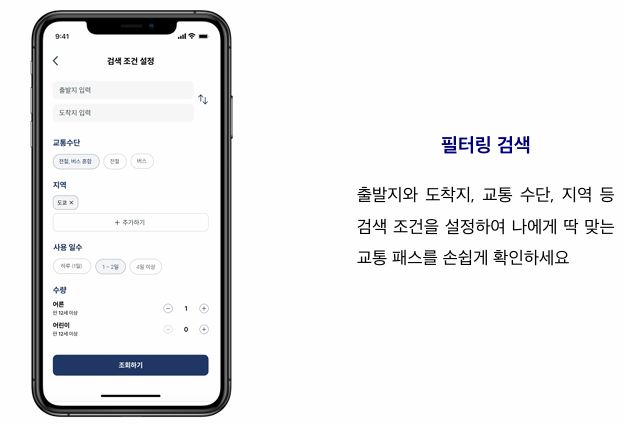 9:41
검색 조건 설정
출발지 입력
도착지 입력
교통수단
전철, 버스 혼합 전철 버스
지역
도쿄 ×
+ 추가하기
사용 일수
하루 (1일) 1 ~ 2일 4일 이상
수량
어른
만 12세 이상
− 1 +
어린이
만 12세 이상
− 0 +
조회하기
필터링 검색
출발지와 도착지, 교통 수단, 지역 등
검색 조건을 설정하여 나에게 딱 맞는
교통 패스를 손쉽게 확인하세요